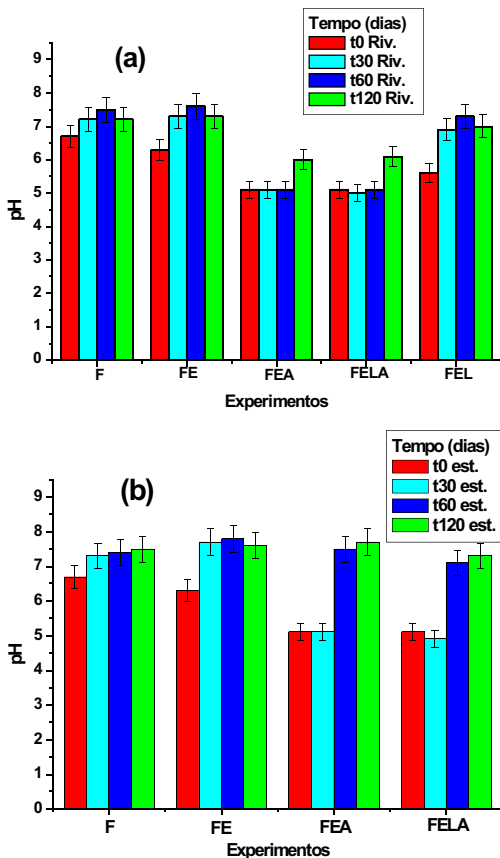 (a)
Tempo (dias)
t0 Riv.
t30 Riv.
t60 Riv.
t120 Riv.
pH
9
8
7
6
5
4
3
2
1
0
F FE FEA FELA FEL
Experimentos
(b)
Tempo (dias)
t0 est.
t30 est.
t60 est.
t120 est.
pH
9
8
7
6
5
4
3
2
1
0
F FE FEA FELA
Experimentos